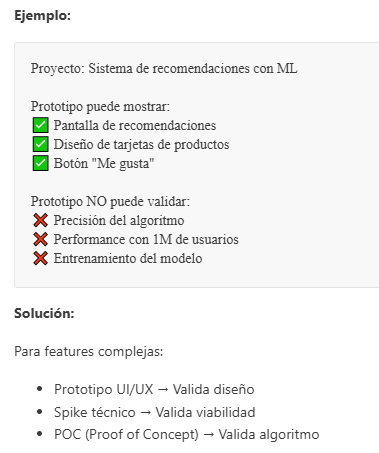 Ejemplo:
Proyecto: Sistema de recomendaciones con ML
Prototipo puede mostrar:
✅ Pantalla de recomendaciones
✅ Diseño de tarjetas de productos
✅ Botón "Me gusta"
Prototipo NO puede validar:
❌ Precisión del algoritmo
❌ Performance con 1M de usuarios
❌ Entrenamiento del modelo
Solución:
Para features complejas:
• Prototipo UI/UX → Valida diseño
• Spike técnico → Valida viabilidad
• POC (Proof of Concept) → Valida algoritmo